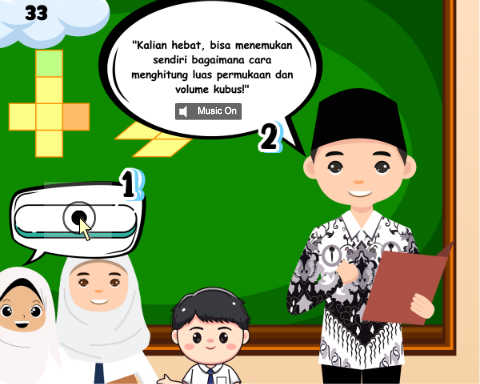 33
"Kalian hebat, bisa menemukan
sendiri bagaimana cara
menghitung luas permukaan dan
volume kubus!"
Music On
2
1